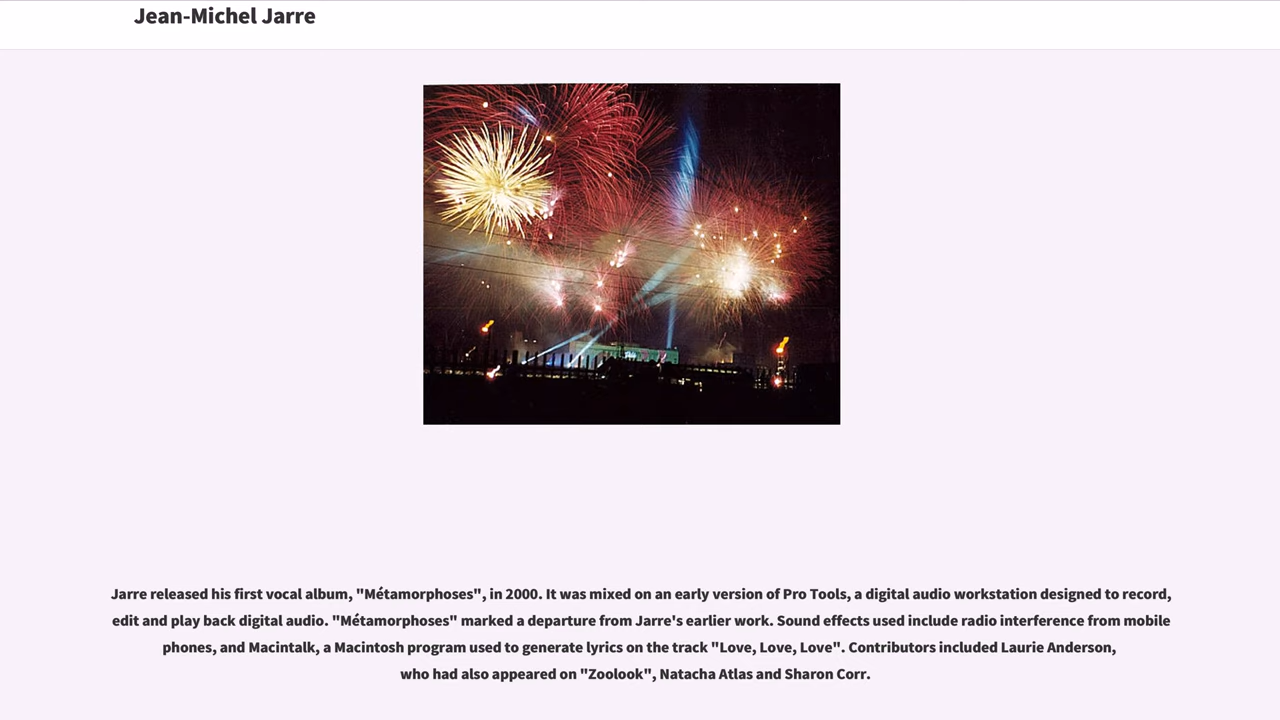 Jean-Michel Jarre
Jarre released his first vocal album, "Métamorphoses", in 2000. It was mixed on an early version of Pro Tools, a digital audio workstation designed to record,
edit and play back digital audio. "Métamorphoses" marked a departure from Jarre's earlier work. Sound effects used include radio interference from mobile
phones, and Macintalk, a Macintosh program used to generate lyrics on the track "Love, Love, Love". Contributors included Laurie Anderson,
who had also appeared on "Zoolook", Natacha Atlas and Sharon Corr.